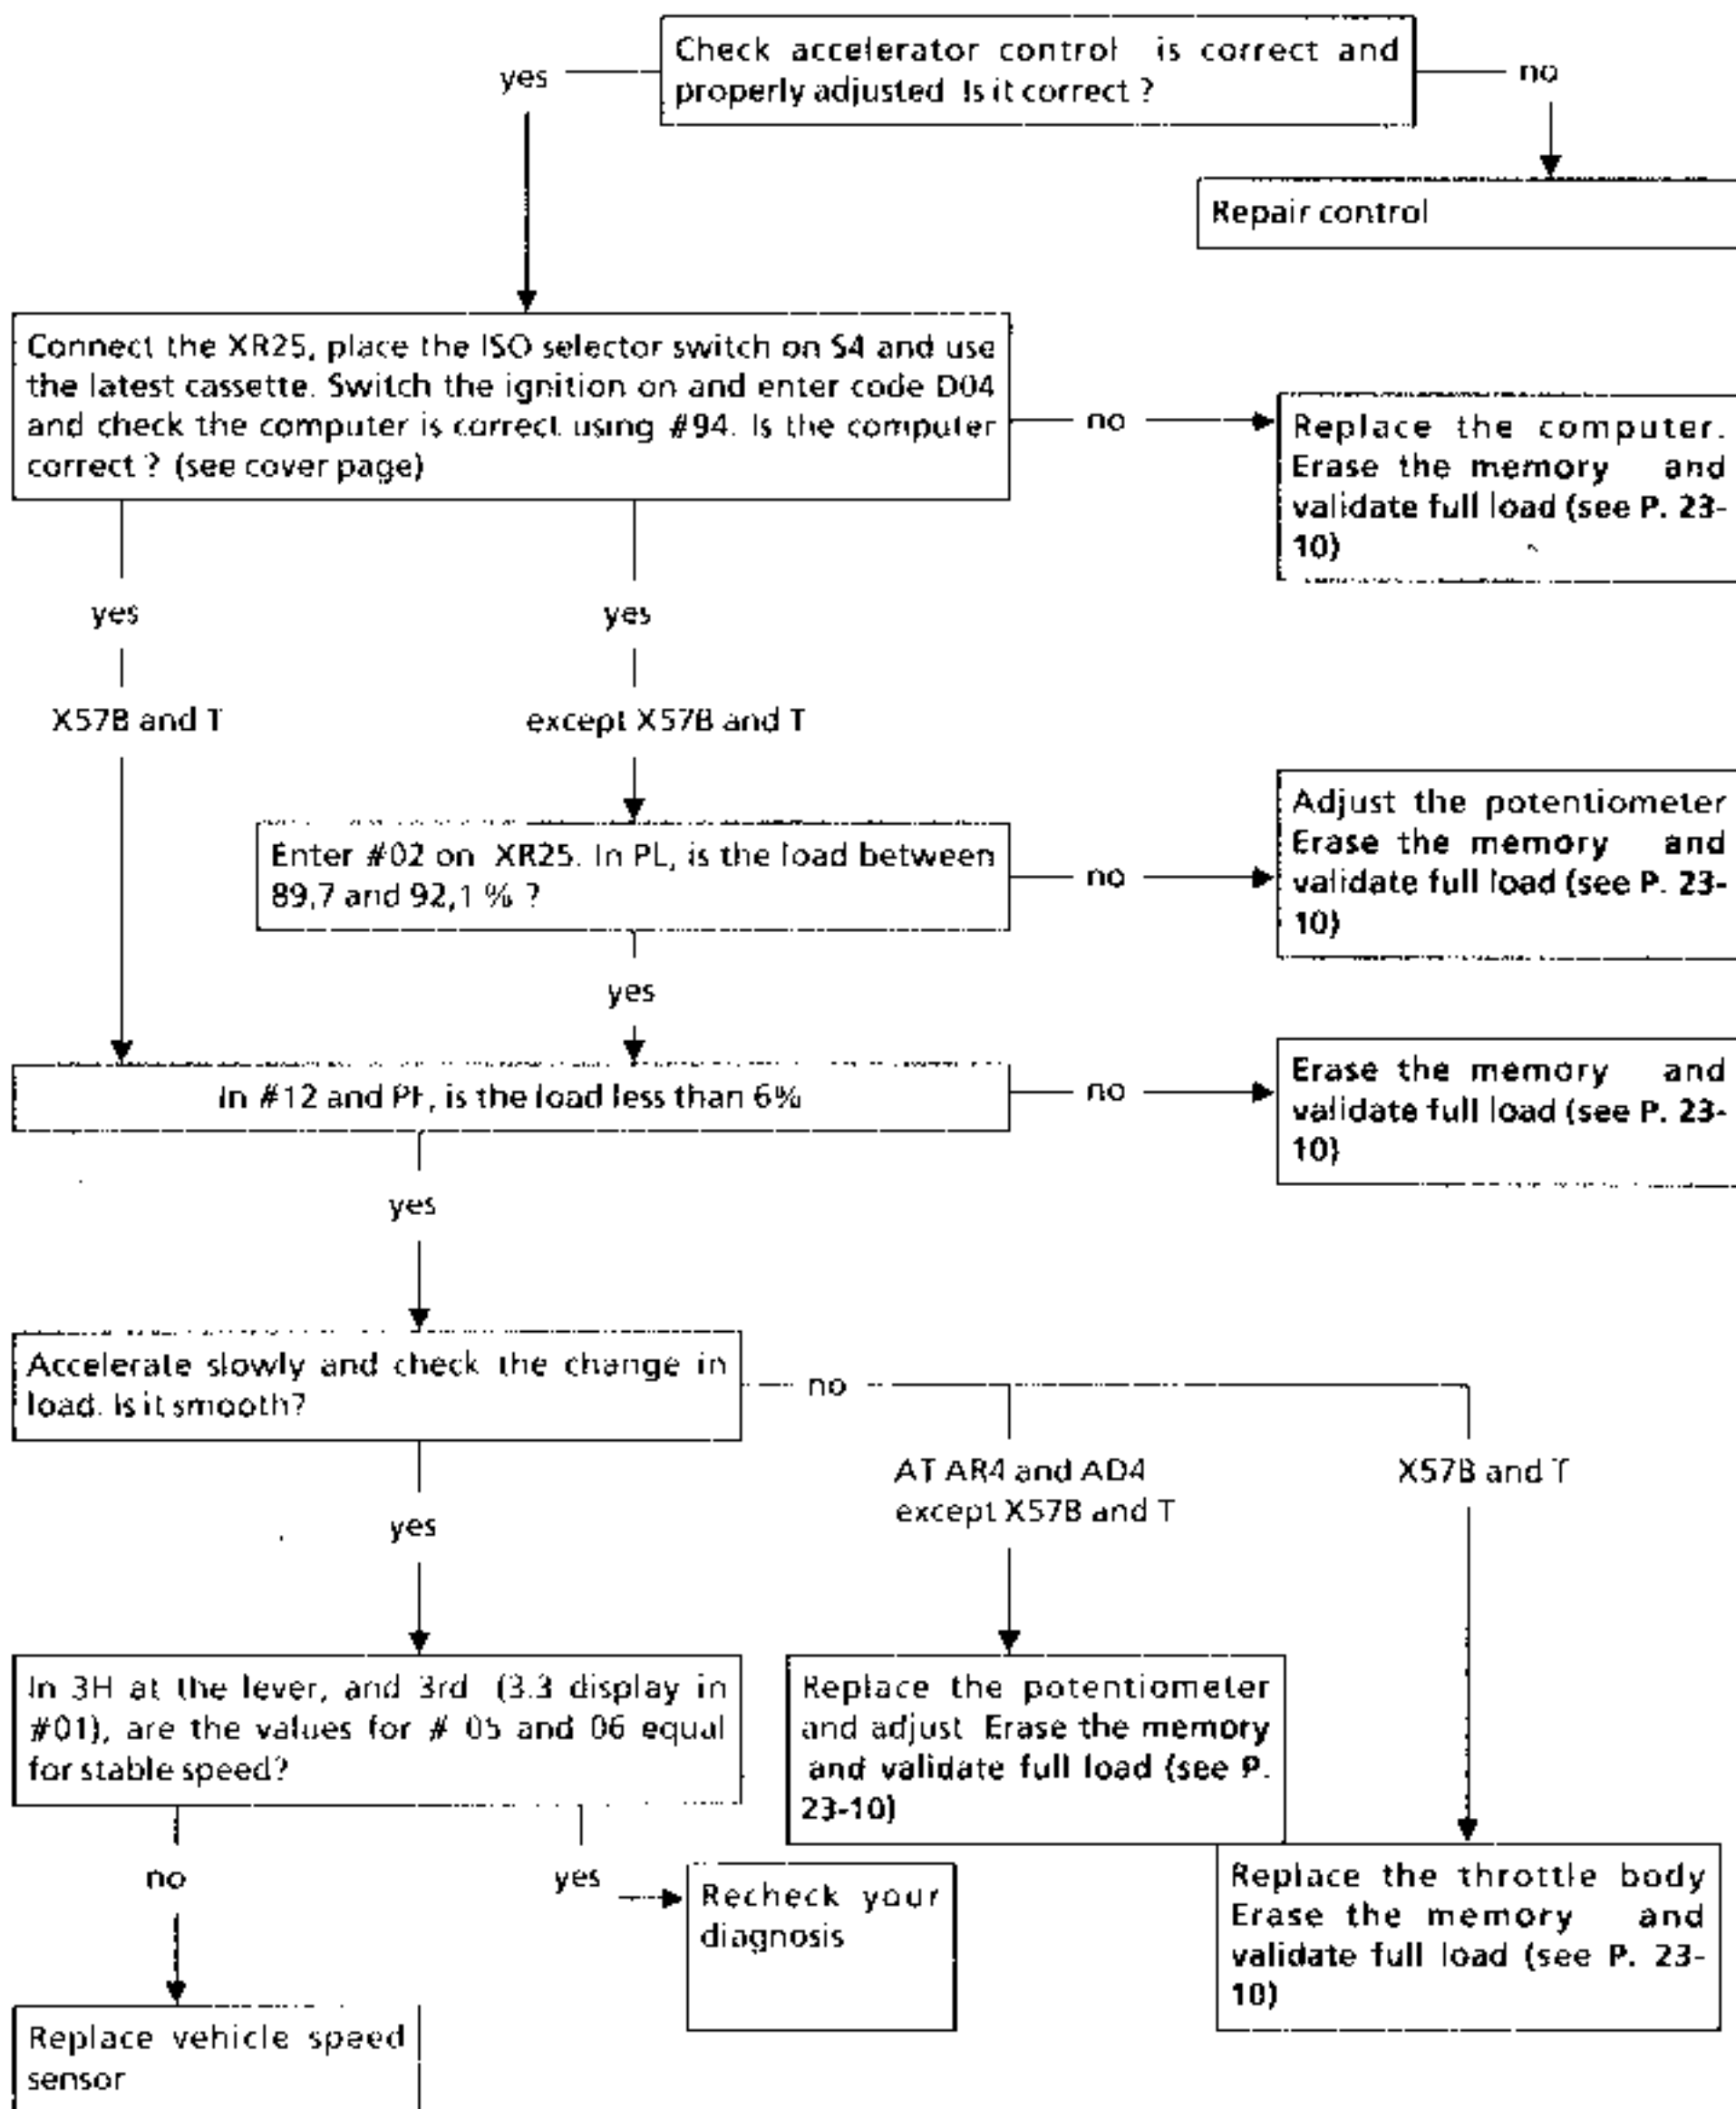 Check accelerator control is correct and
properly adjusted Is it correct ?
yes
no
Repair control
Connect the XR25, place the ISO selector switch on S4 and use
the latest cassette. Switch the ignition on and enter code D04
and check the computer is correct using #94. Is the computer
correct ? (see cover page)
no
Replace the computer.
Erase the memory and
validate full load (see P. 23-
10)
yes
yes
X57B and T
except X57B and T
Enter #02 on XR25. In PL, is the load between
89,7 and 92,1 % ?
no
Adjust the potentiometer
Erase the memory and
validate full load (see P. 23-
10)
yes
In #12 and PF, is the load less than 6%
no
Erase the memory and
validate full load (see P. 23-
10)
yes
Accelerate slowly and check the change in
load. Is it smooth?
no
AT AR4 and AD4
except X57B and T
X57B and T
yes
In 3H at the lever, and 3rd (3.3 display in
#01), are the values for # 05 and 06 equal
for stable speed?
Replace the potentiometer
and adjust Erase the memory
and validate full load (see P.
23-10)
no
yes
Recheck your
diagnosis
Replace the throttle body
Erase the memory and
validate full load (see P. 23-
10)
Replace vehicle speed
sensor